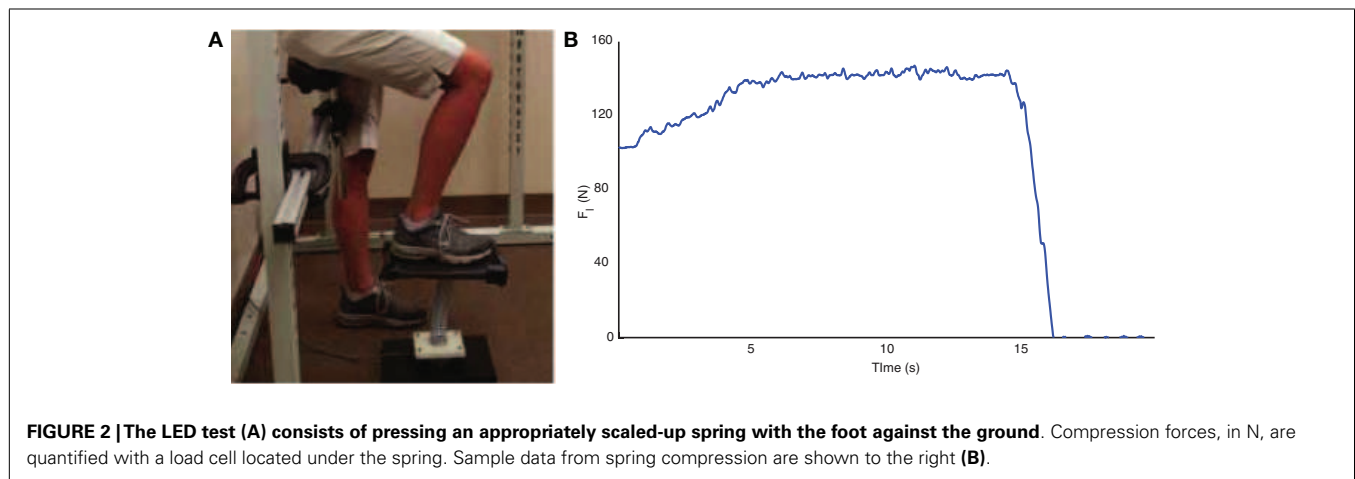 A
B
160
120
80
40
0
F_l (N)
5
10
15
TIme (s)
FIGURE 2 | The LED test (A) consists of pressing an appropriately scaled-up spring with the foot against the ground. Compression forces, in N, are
quantified with a load cell located under the spring. Sample data from spring compression are shown to the right (B).